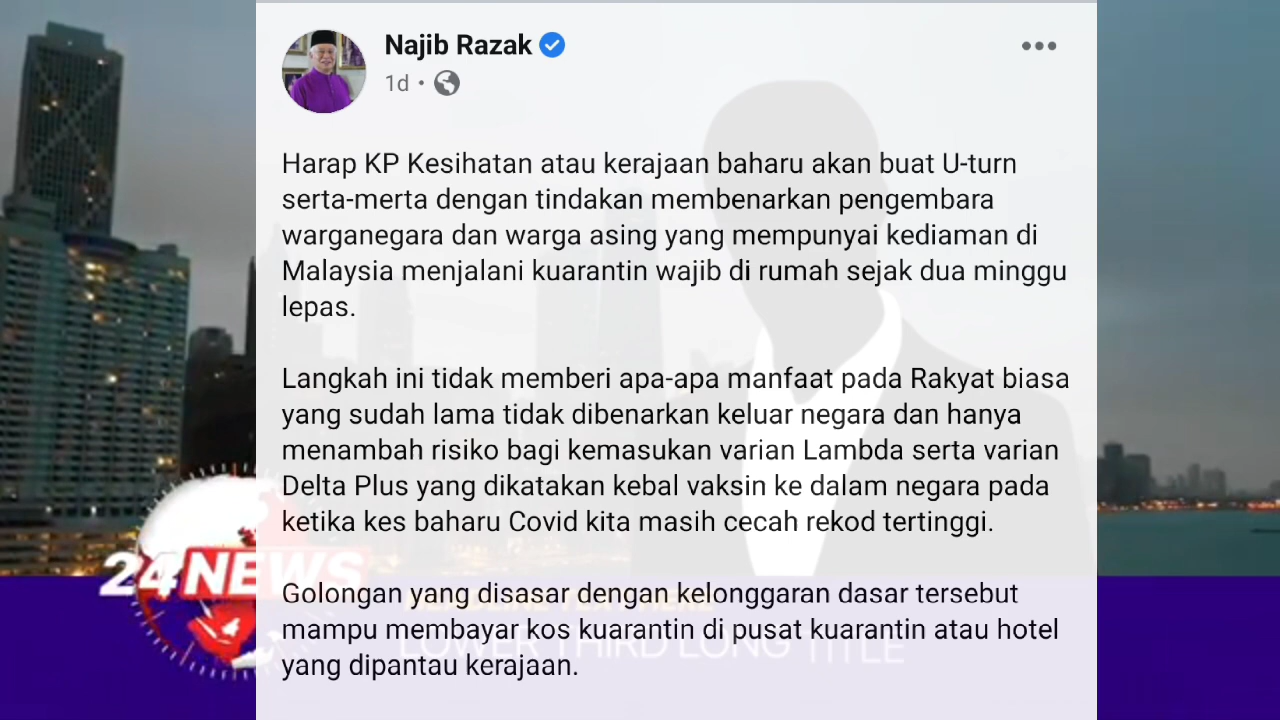 Najib Razak
1d
Harap KP Kesihatan atau kerajaan baharu akan buat U-turn
serta-merta dengan tindakan membenarkan pengembara
warganegara dan warga asing yang mempunyai kediaman di
Malaysia menjalani kuarantin wajib di rumah sejak dua minggu
lepas.
Langkah ini tidak memberi apa-apa manfaat pada Rakyat biasa
yang sudah lama tidak dibenarkan keluar negara dan hanya
menambah risiko bagi kemasukan varian Lambda serta varian
Delta Plus yang dikatakan kebal vaksin ke dalam negara pada
ketika kes baharu Covid kita masih cecah rekod tertinggi.
Golongan yang disasar dengan kelonggaran dasar tersebut
mampu membayar kos kuarantin di pusat kuarantin atau hotel
yang dipantau kerajaan.
24NEWS
HEADLINE TEXT HERE
LOWER THIRD LONG TITLE